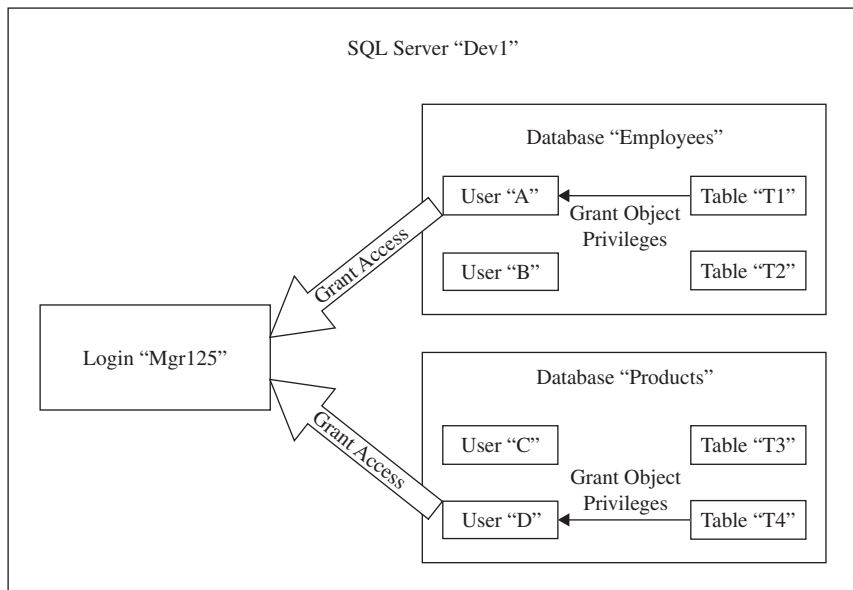 SQL Server “Dev1”
Database “Employees”
User “A”
Table “T1”
Grant Object
Privileges
User “B”
Table “T2”
Grant Access
Login “Mgr125”
Grant Access
Database “Products”
User “C”
Table “T3”
Grant Object
Privileges
User “D”
Table “T4”